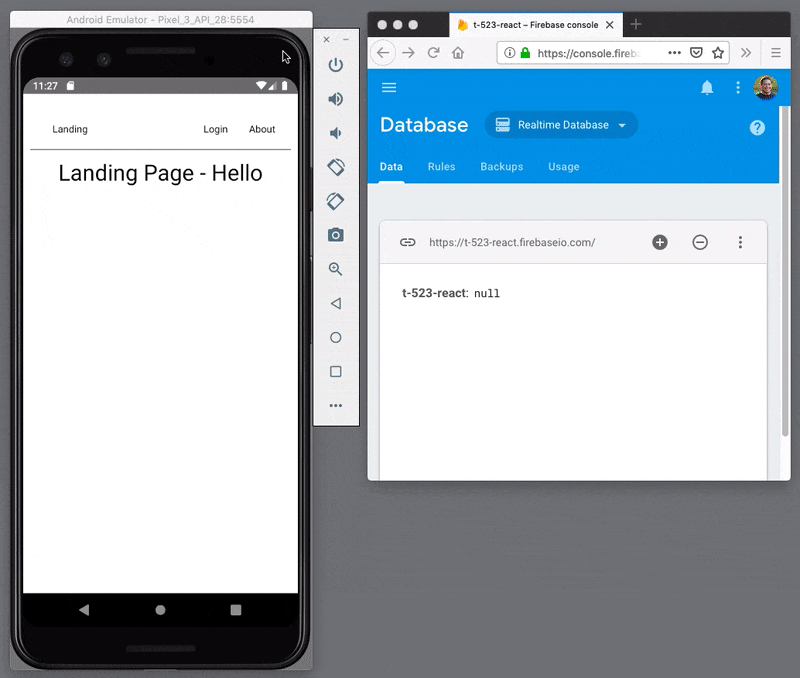 Android Emulator - Pixel_3_API_28:5554
11:27
Landing Login About
Landing Page - Hello
t-523-react – Firebase console
https://console.fireb
Database Realtime Database
Data Rules Backups Usage
https://t-523-react.firebaseio.com/
t-523-react: null